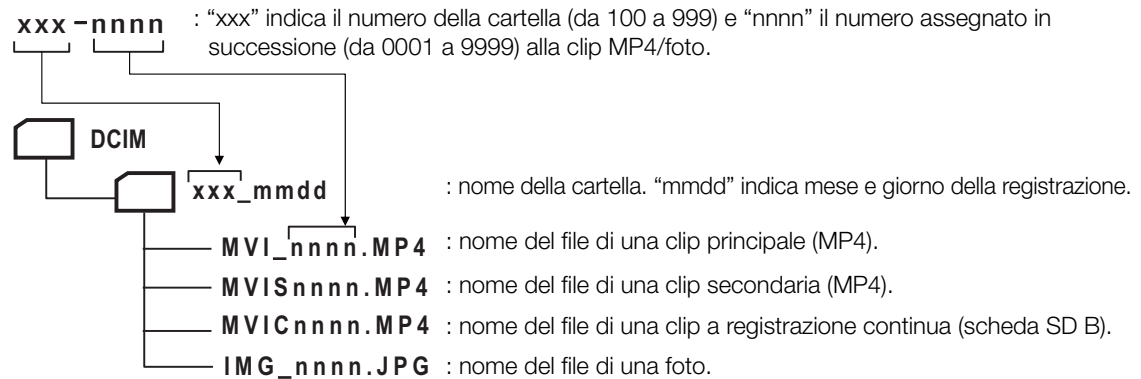 xxx-nnnn : “xxx” indica il numero della cartella (da 100 a 999) e “nnnn” il numero assegnato in
successione (da 0001 a 9999) alla clip MP4/foto.
DCIM
xxx_mmdd : nome della cartella. “mmdd” indica mese e giorno della registrazione.
MVI_nnnn.MP4 : nome del file di una clip principale (MP4).
MVISnnnn.MP4 : nome del file di una clip secondaria (MP4).
MVICnnnn.MP4 : nome del file di una clip a registrazione continua (scheda SD B).
IMG_nnnn.JPG : nome del file di una foto.